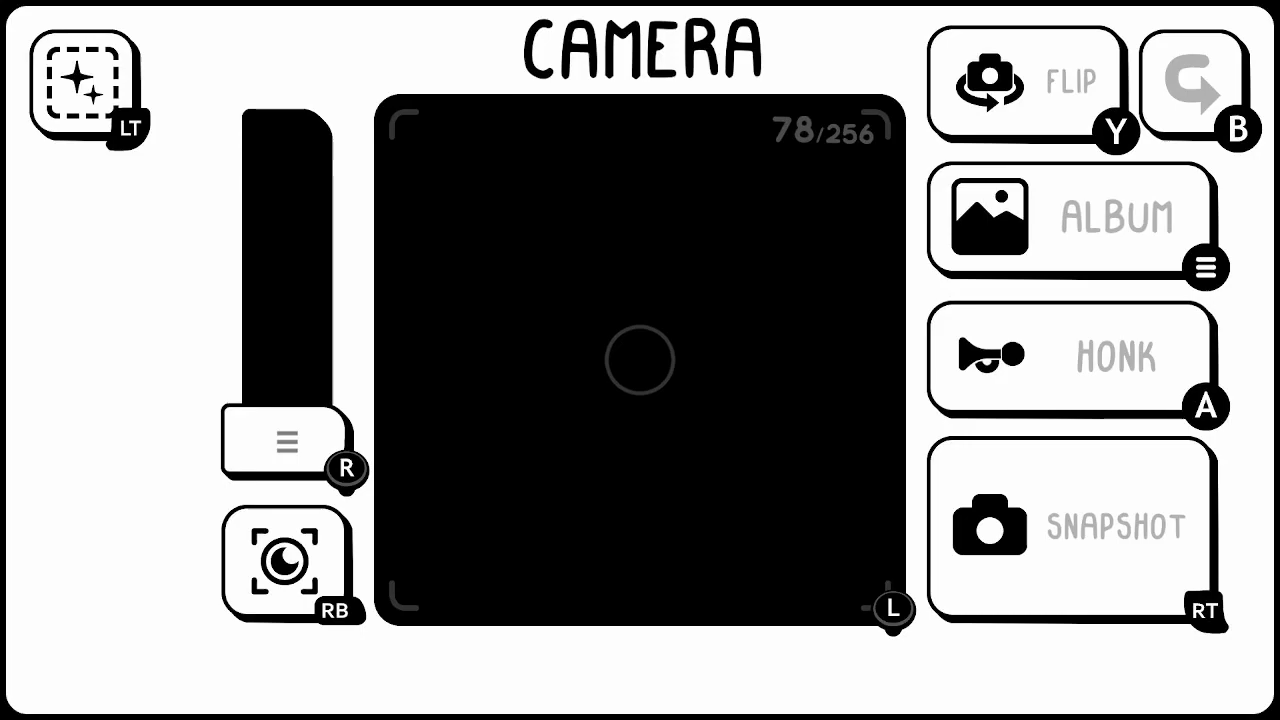 CAMERA
LT
78/256
FLIP
Y
B
ALBUM
HONK
A
R
SNAPSHOT
RB
L
RT